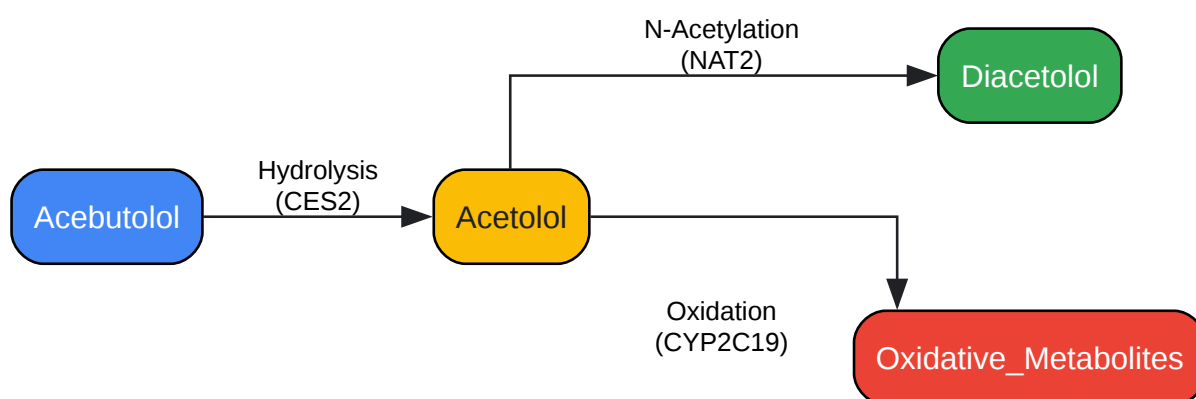 N-Acetylation
(NAT2)
Diacetolol
Hydrolysis
(CES2)
Acebutolol
Acetolol
Oxidation
(CYP2C19)
Oxidative_Metabolites